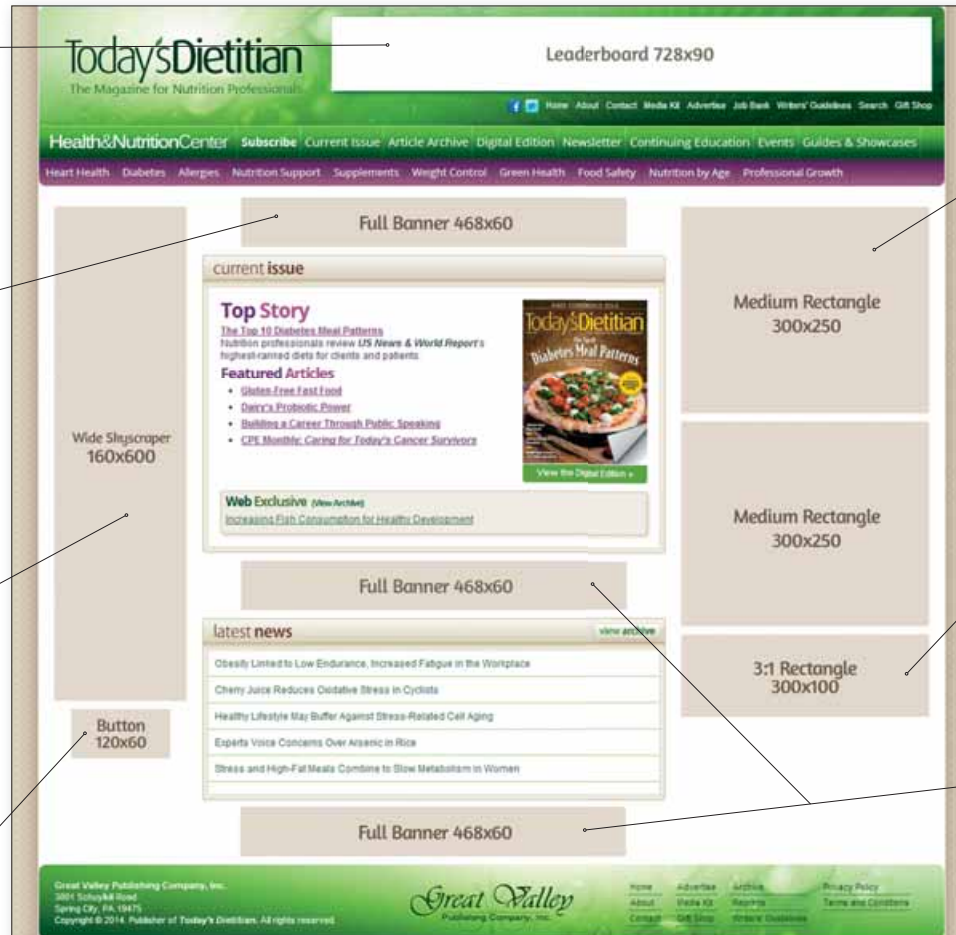 Today'sDietitian
The Magazine for Nutrition Professionals
Leaderboard 728x90
Home About Contact Media Kit Advertise Job Bank Writers' Guidelines Search Gift Shop
Health&NutritionCenter Subscribe Current Issue Article Archive Digital Edition Newsletter Continuing Education Events Guides & Showcases
Heart Health Diabetes Allergies Nutrition Support Supplements Weight Control Green Health Food Safety Nutrition by Age Professional Growth
Full Banner 468x60
current issue
Top Story
The Top 10 Diabetes Meal Patterns
Nutrition professionals review US News & World Report's
highest-ranked diets for clients and patients
Featured Articles
• Gluten-Free Fast Food
• Dairy's Probiotic Power
• Building a Career Through Public Speaking
• CPE Monthly: Caring for Today's Cancer Survivors
Today'sDietitian
The Top 10
Diabetes Meal Patterns
View the Digital Edition »
Web Exclusive (View Archive)
Increasing Fish Consumption for Healthy Development
Wide Skyscraper
160x600
Button
120x60
Medium Rectangle
300x250
Medium Rectangle
300x250
3:1 Rectangle
300x100
Full Banner 468x60
latest news
view archive
Obesity Linked to Low Endurance, Increased Fatigue in the Workplace
Cherry Juice Reduces Oxidative Stress in Cyclists
Healthy Lifestyle May Buffer Against Stress-Related Cell Aging
Experts Voice Concerns Over Arsenic in Rice
Stress and High-Fat Meals Combine to Slow Metabolism in Women
Full Banner 468x60
Great Valley Publishing Company, Inc.
3801 Schuylkill Road
Spring City, PA 19475
Copyright © 2014. Publisher of Today's Dietitian. All rights reserved.
Great Valley
Publishing Company, Inc.
Home Advertise Archive Privacy Policy
About Media Kit Reprints Terms and Conditions
Contact Gift Shop Writers' Guidelines